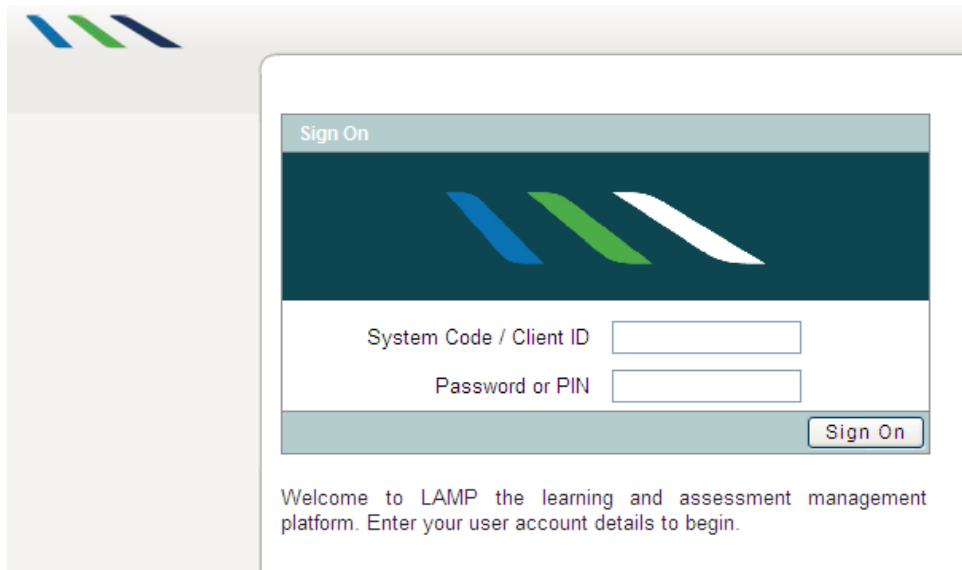 Sign On
System Code / Client ID
Password or PIN
Sign On
Welcome to LAMP the learning and assessment management
platform. Enter your user account details to begin.